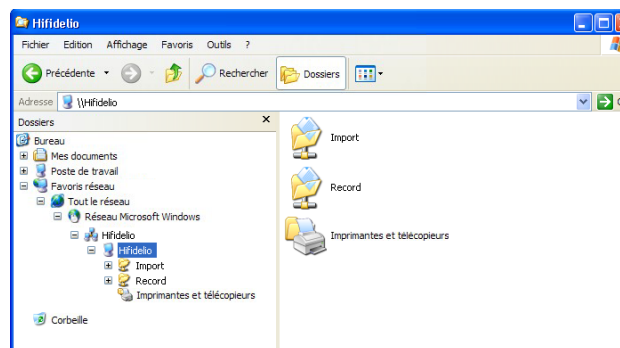 Hifidelio
Fichier Edition Affichage Favoris Outils ?
Précédente Rechercher Dossiers
Adresse \\Hifidelio
Dossiers
Bureau
Mes documents
Poste de travail
Favoris réseau
Tout le réseau
Réseau Microsoft Windows
Hifidelio
Hifidelio
Import
Record
Imprimantes et télécopieurs
Corbeille
Import
Record
Imprimantes et télécopieurs